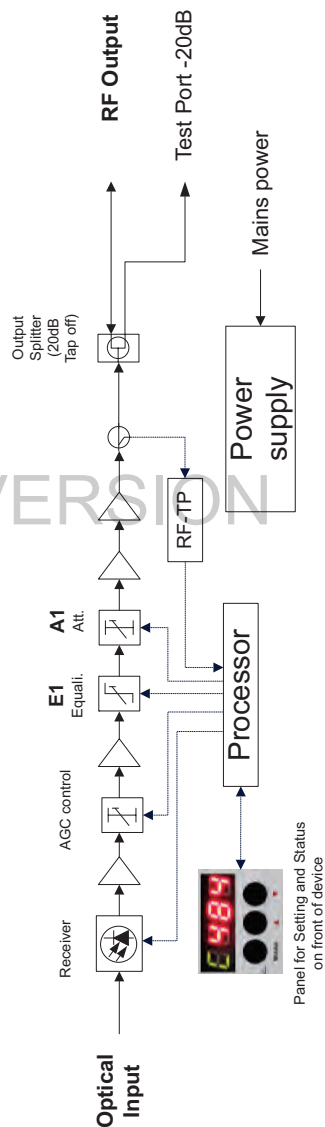 Optical
Input
Receiver
AGC control
E1
Equali.
A1
Att.
Output
Splitter
(20dB
Tap off)
RF Output
Test Port -20dB
VERSION
RF-TP
Processor
Power
supply
Mains power
Panel for Setting and Status
on front of device